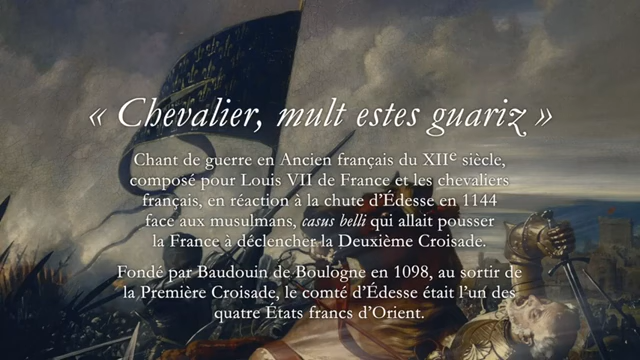 « Chevalier, mult estes guariz »
Chant de guerre en Ancien français du XIIe siècle,
composé pour Louis VII de France et les chevaliers
français, en réaction à la chute d’Édesse en 1144
face aux musulmans, casus belli qui allait pousser
la France à déclencher la Deuxième Croisade.
Fondé par Baudouin de Boulogne en 1098, au sortir de
la Première Croisade, le comté d’Édesse était l’un des
quatre États francs d’Orient.